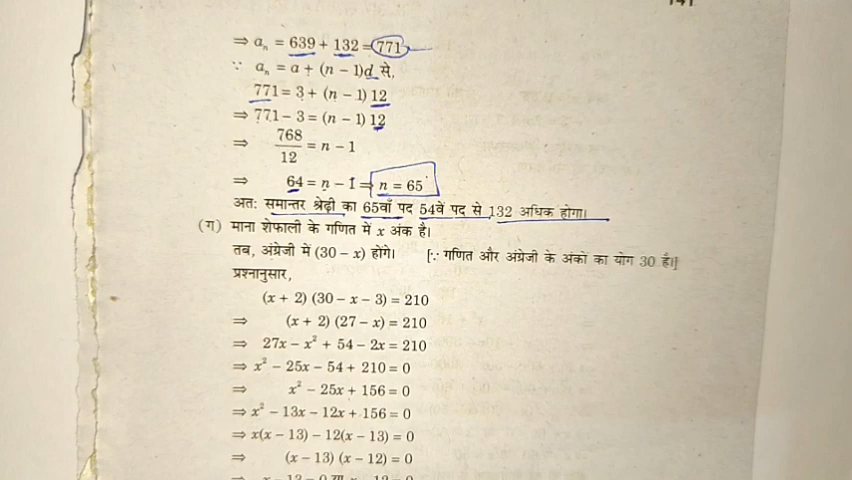 141
⇒ aₙ = 639 + 132 = 771
∵ aₙ = a + (n − 1)d से,
771 = 3 + (n − 1) 12
⇒ 771 − 3 = (n − 1) 12
⇒ 768/12 = n − 1
⇒ 64 = n − 1 ⇒ n = 65
अतः समान्तर श्रेढ़ी का 65वाँ पद 54वें पद से 132 अधिक होगा।
(ग) माना शेफाली के गणित में x अंक है।
तब, अंग्रेजी में (30 − x) होंगे। [∵ गणित और अंग्रेजी के अंकों का योग 30 है।]
प्रश्नानुसार,
(x + 2) (30 − x − 3) = 210
⇒ (x + 2) (27 − x) = 210
⇒ 27x − x² + 54 − 2x = 210
⇒ x² − 25x − 54 + 210 = 0
⇒ x² − 25x + 156 = 0
⇒ x² − 13x − 12x + 156 = 0
⇒ x(x − 13) − 12(x − 13) = 0
⇒ (x − 13) (x − 12) = 0